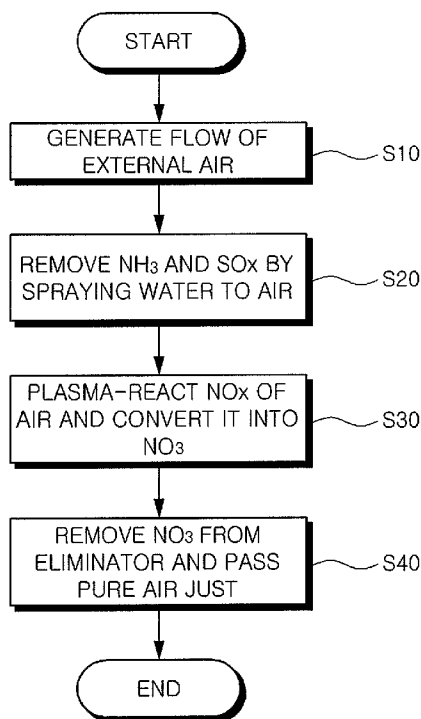 START
GENERATE FLOW OF
EXTERNAL AIR
S10
REMOVE NH₃ AND SOx BY
SPRAYING WATER TO AIR
S20
PLASMA-REACT NOx OF
AIR AND CONVERT IT INTO
NO₃
S30
REMOVE NO₃ FROM
ELIMINATOR AND PASS
PURE AIR JUST
S40
END